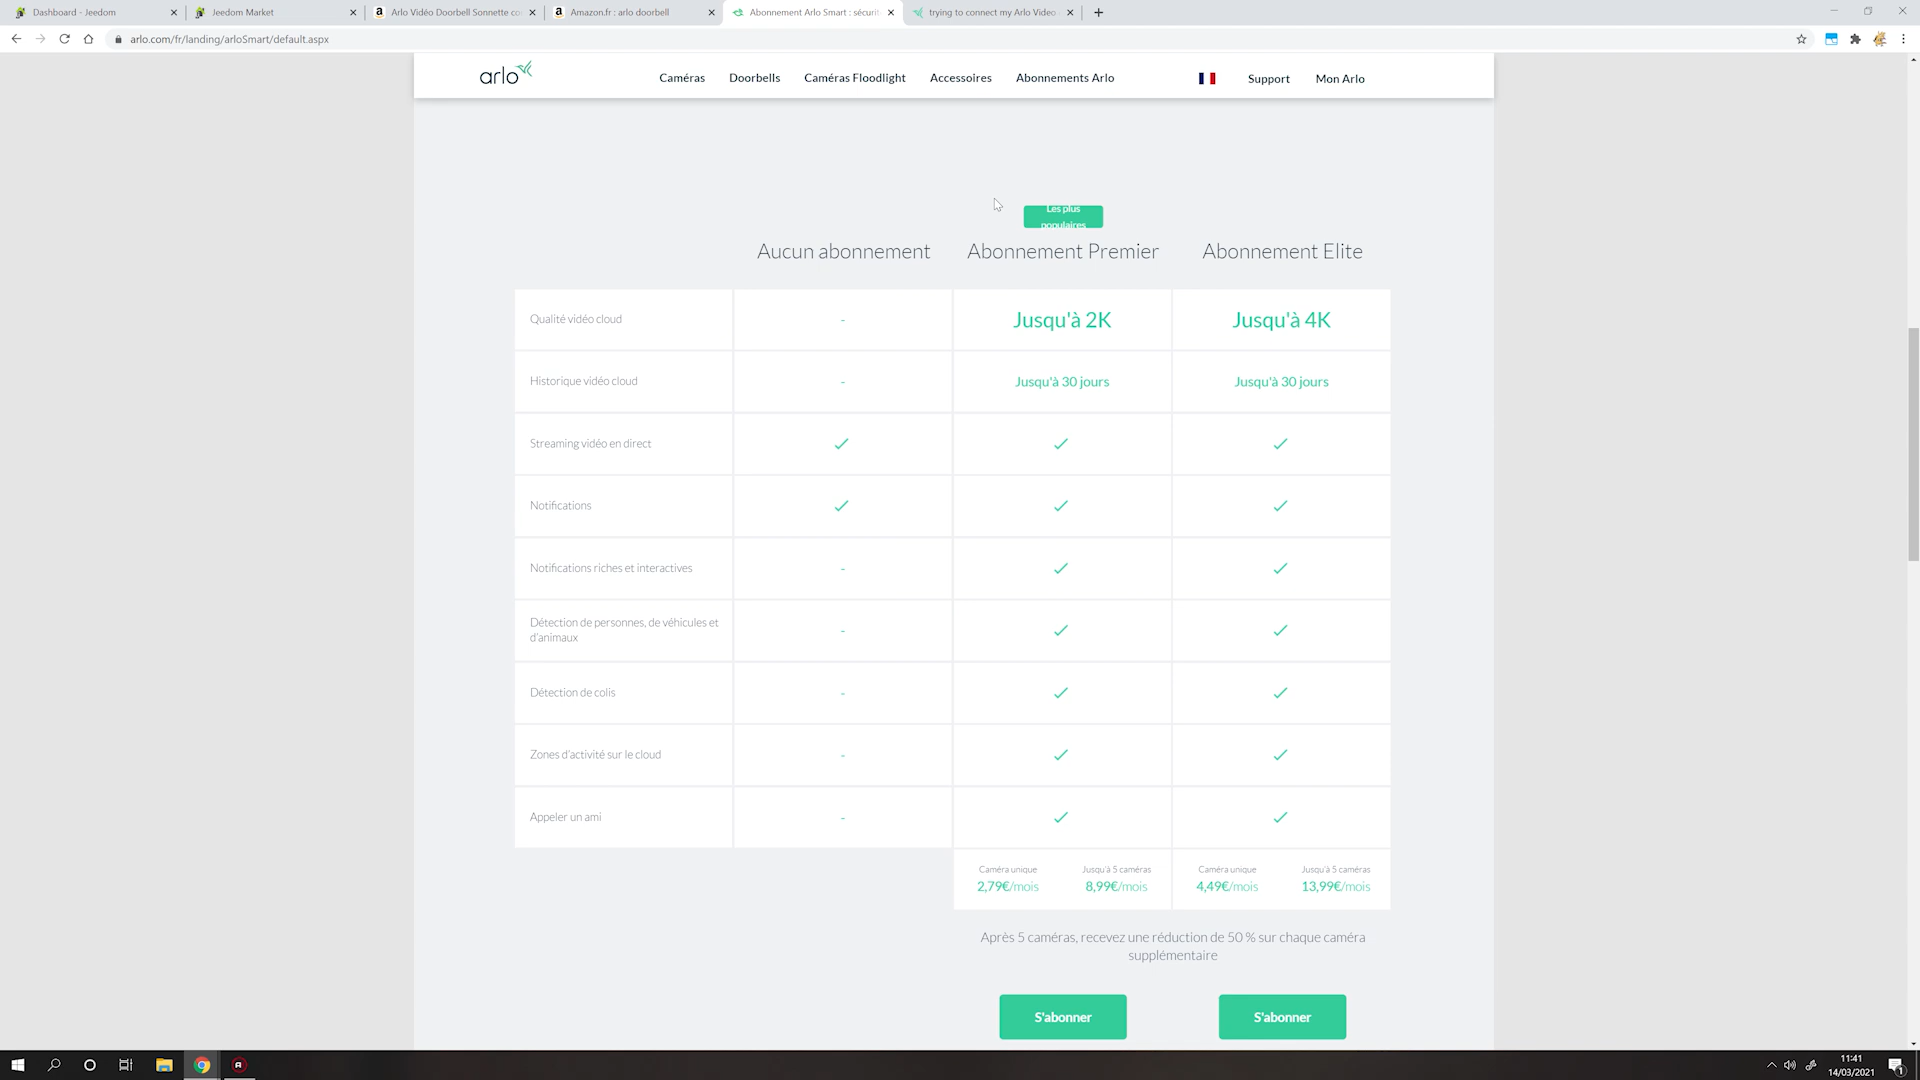 Dashboard - Jeedom
Jeedom Market
Arlo Vidéo Doorbell Sonnette co
Amazon.fr : arlo doorbell
Abonnement Arlo Smart : sécurit
trying to connect my Arlo Video
arlo.com/fr/landing/arloSmart/default.aspx
arlo
Caméras
Doorbells
Caméras Floodlight
Accessoires
Abonnements Arlo
Support
Mon Arlo
Les plus
populaires
Aucun abonnement
Abonnement Premier
Abonnement Elite
Qualité vidéo cloud
-
Jusqu'à 2K
Jusqu'à 4K
Historique vidéo cloud
-
Jusqu'à 30 jours
Jusqu'à 30 jours
Streaming vidéo en direct
Notifications
Notifications riches et interactives
-
Détection de personnes, de véhicules et
d'animaux
-
Détection de colis
-
Zones d'activité sur le cloud
-
Appeler un ami
-
Caméra unique
2,79€/mois
Jusqu'à 5 caméras
8,99€/mois
Caméra unique
4,49€/mois
Jusqu'à 5 caméras
13,99€/mois
Après 5 caméras, recevez une réduction de 50 % sur chaque caméra
supplémentaire
S'abonner
S'abonner
11:41
14/03/2021
1